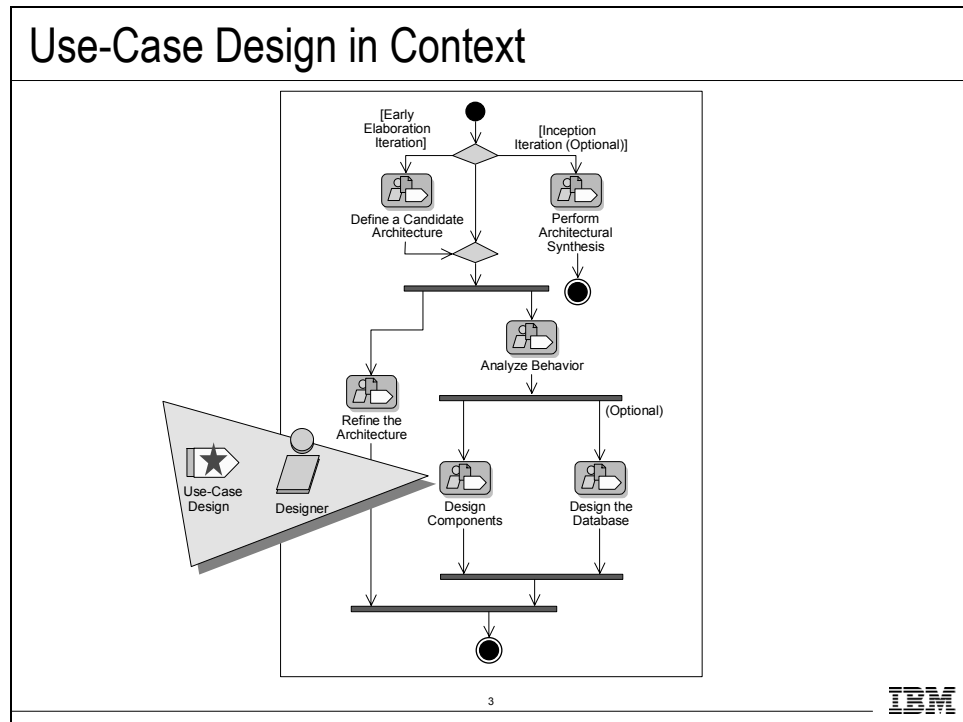 Use-Case Design in Context
[Early
Elaboration
Iteration]
[Inception
Iteration (Optional)]
Define a Candidate
Architecture
Perform
Architectural
Synthesis
Analyze Behavior
(Optional)
Refine the
Architecture
Use-Case
Design
Designer
Design
Components
Design the
Database
3
IBM